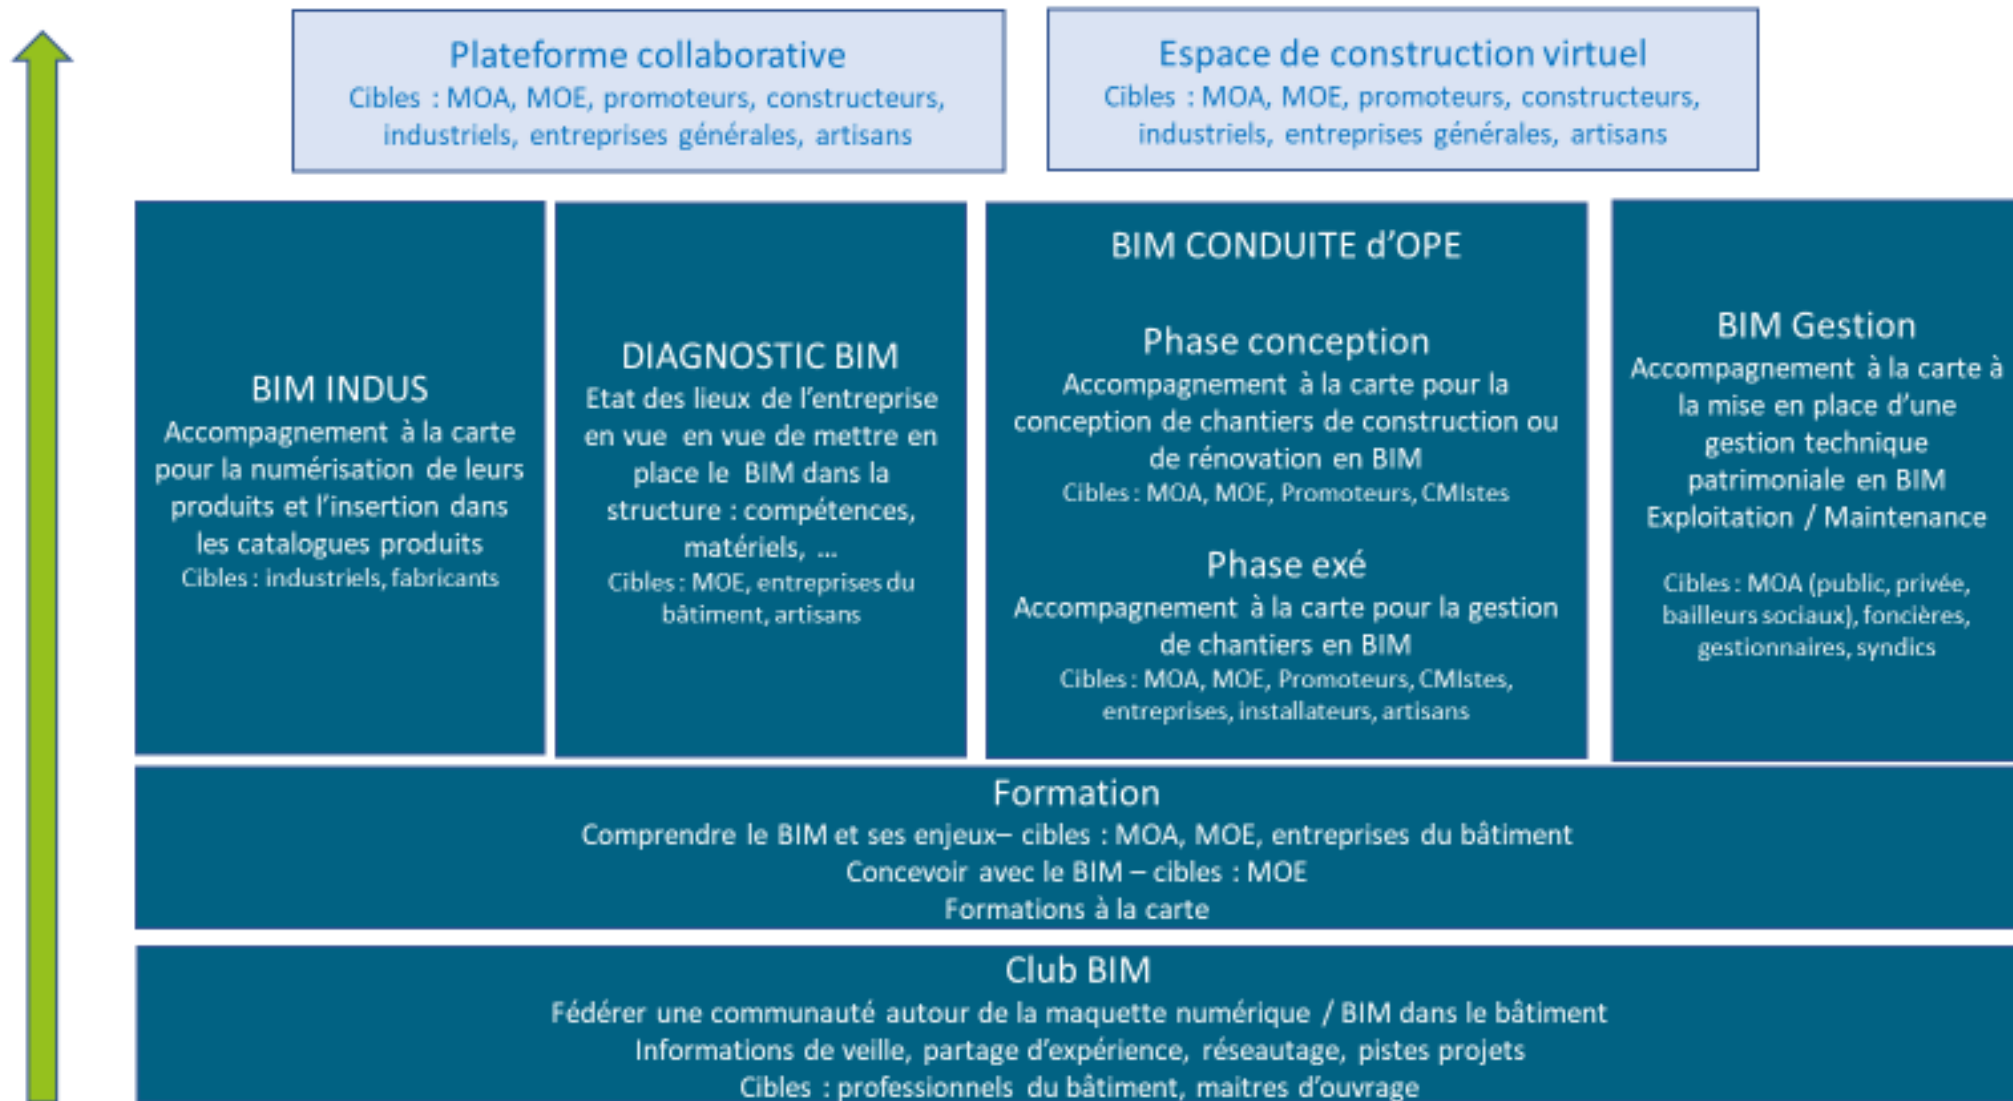 Plateforme collaborative
Cibles : MOA, MOE, promoteurs, constructeurs,
industriels, entreprises générales, artisans
Espace de construction virtuel
Cibles : MOA, MOE, promoteurs, constructeurs,
industriels, entreprises générales, artisans
BIM INDUS
Accompagnement à la carte
pour la numérisation de leurs
produits et l'insertion dans
les catalogues produits
Cibles : industriels, fabricants
DIAGNOSTIC BIM
Etat des lieux de l'entreprise
en vue en vue de mettre en
place le BIM dans la
structure : compétences,
matériels, ...
Cibles : MOE, entreprises du
bâtiment, artisans
BIM CONDUITE d'OPE
Phase conception
Accompagnement à la carte pour la
conception de chantiers de construction ou
de rénovation en BIM
Cibles : MOA, MOE, Promoteurs, CMIstes
Phase exé
Accompagnement à la carte pour la gestion
de chantiers en BIM
Cibles : MOA, MOE, Promoteurs, CMIstes,
entreprises, installateurs, artisans
BIM Gestion
Accompagnement à la carte à
la mise en place d'une
gestion technique
patrimoniale en BIM
Exploitation / Maintenance
Cibles : MOA (public, privée,
bailleurs sociaux), foncières,
gestionnaires, syndics
Formation
Comprendre le BIM et ses enjeux– cibles : MOA, MOE, entreprises du bâtiment
Concevoir avec le BIM – cibles : MOE
Formations à la carte
Club BIM
Fédérer une communauté autour de la maquette numérique / BIM dans le bâtiment
Informations de veille, partage d'expérience, réseautage, pistes projets
Cibles : professionnels du bâtiment, maitres d'ouvrage